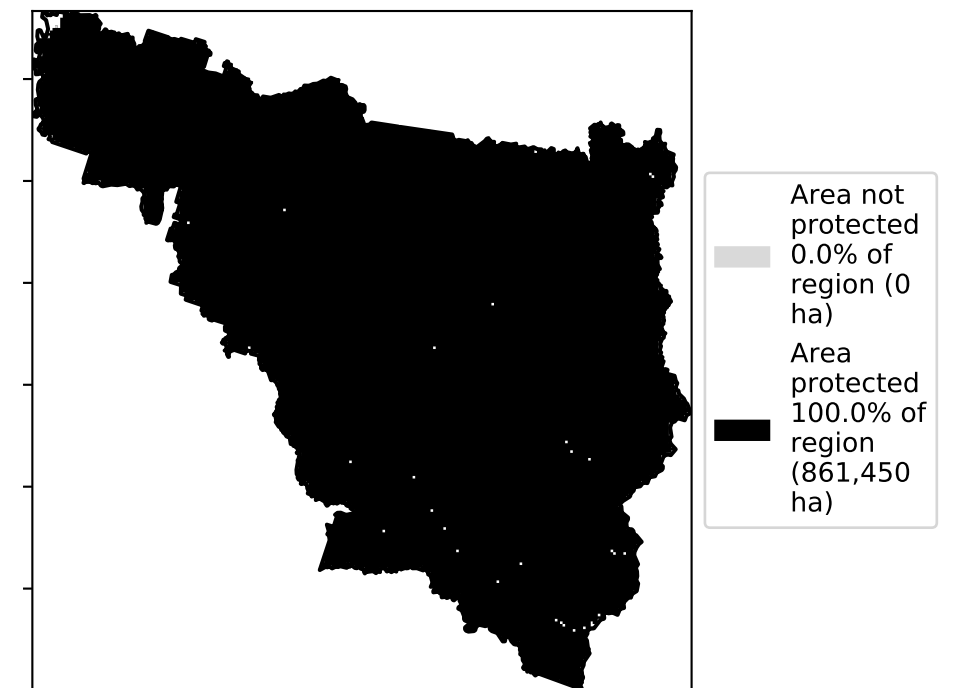 Area not
protected
0.0% of
region (0
ha)
Area
protected
100.0% of
region
(861,450
ha)